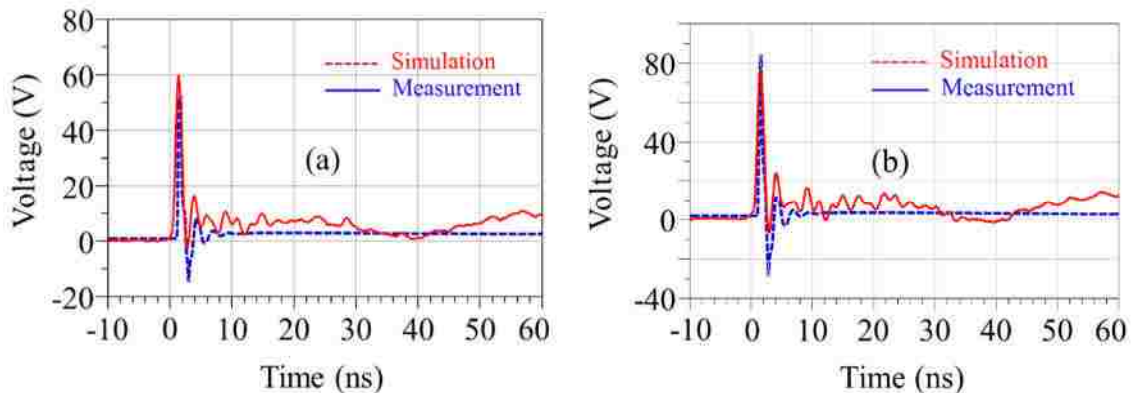 80
60
40
20
0
-20
Voltage (V)
Simulation
Measurement
(a)
-10 0 10 20 30 40 50 60
Time (ns)
80
40
0
-40
Voltage (V)
Simulation
Measurement
(b)
-10 0 10 20 30 40 50 60
Time (ns)